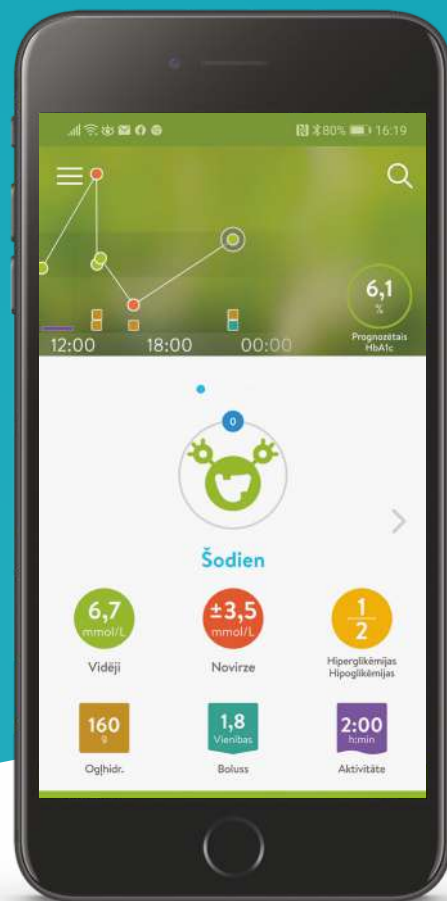 80% 16:19
6,1
%
Prognozētais
HbA1c
12:00 18:00 00:00
0
Šodien
6,7
mmol/L
Vidēji
±3,5
mmol/L
Novirze
1
2
Hiperglikēmijas
Hipoglikēmijas
160
g
Ogļhidr.
1,8
Vienības
Boluss
2:00
h:min
Aktivitāte